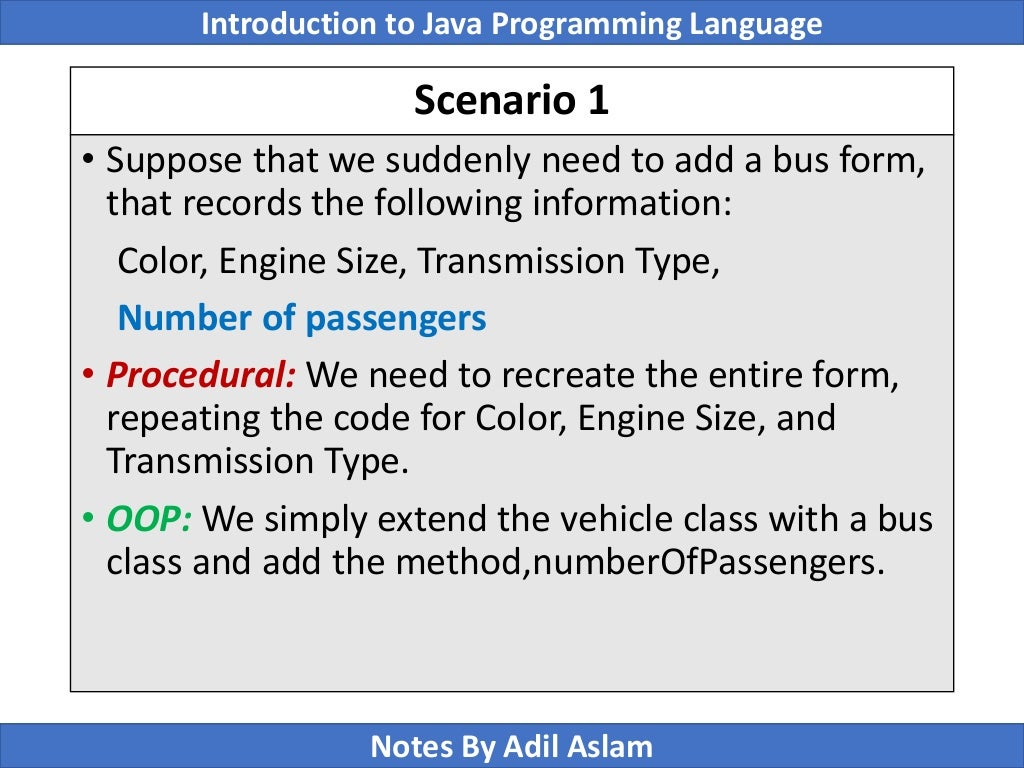 Introduction to Java Programming Language
Scenario 1
• Suppose that we suddenly need to add a bus form,
that records the following information:
Color, Engine Size, Transmission Type,
Number of passengers
• Procedural: We need to recreate the entire form,
repeating the code for Color, Engine Size, and
Transmission Type.
• OOP: We simply extend the vehicle class with a bus
class and add the method,numberOfPassengers.
Notes By Adil Aslam